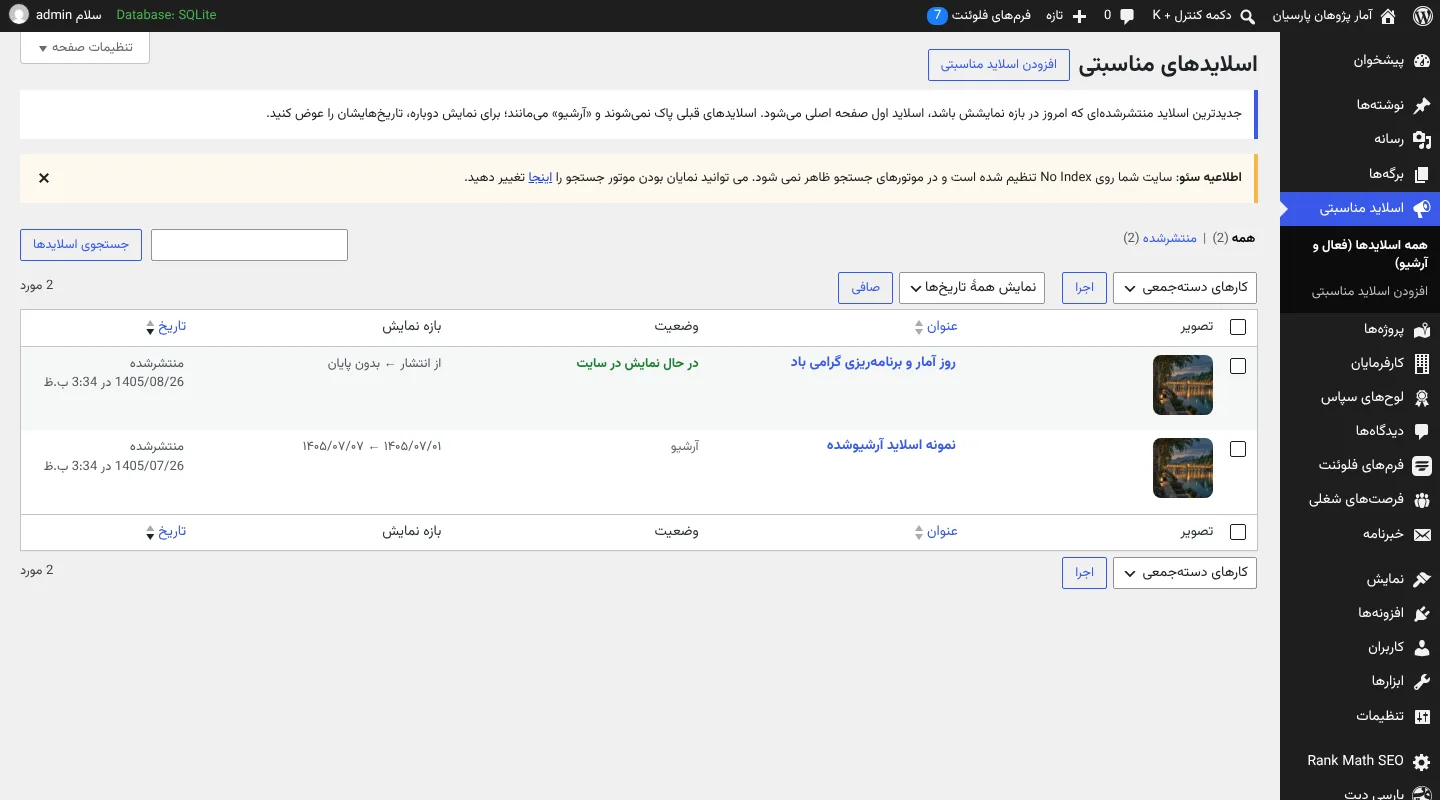 آمار پژوهان پارسیان
دکمه کنترل + K
0
تازه
فرم‌های فلوئنت 7
Database: SQLite
سلام admin
پیشخوان
نوشته‌ها
رسانه
برگه‌ها
اسلاید مناسبتی
همه اسلایدها (فعال و
آرشیو)
افزودن اسلاید مناسبتی
پروژه‌ها
کارفرمایان
لوح‌های سپاس
دیدگاه‌ها
فرم‌های فلوئنت
فرصت‌های شغلی
خبرنامه
نمایش
افزونه‌ها
کاربران
ابزارها
تنظیمات
Rank Math SEO
پارسی دیت
تنظیمات صفحه
اسلایدهای مناسبتی
افزودن اسلاید مناسبتی
جدیدترین اسلاید منتشرشده‌ای که امروز در بازه نمایشش باشد، اسلاید اول صفحه اصلی می‌شود. اسلایدهای قبلی پاک نمی‌شوند و «آرشیو» می‌مانند؛ برای نمایش دوباره، تاریخ‌هایشان را عوض کنید.
اطلاعیه سئو: سایت شما روی No Index تنظیم شده است و در موتورهای جستجو ظاهر نمی شود. می توانید نمایان بودن موتور جستجو را اینجا تغییر دهید.
همه (2) | منتشرشده (2)
جستجوی اسلایدها
کارهای دسته‌جمعی
اجرا
نمایش همهٔ تاریخ‌ها
صافی
2 مورد
تصویر عنوان وضعیت بازه نمایش تاریخ
روز آمار و برنامه‌ریزی گرامی باد در حال نمایش در سایت از انتشار ← بدون پایان منتشرشده
1405/08/26 در 3:34 ب.ظ
نمونه اسلاید آرشیوشده آرشیو ۱۴۰۵/۰۷/۰۱ ← ۱۴۰۵/۰۷/۰۷ منتشرشده
1405/07/26 در 3:34 ب.ظ
تصویر عنوان وضعیت بازه نمایش تاریخ
کارهای دسته‌جمعی
اجرا
2 مورد